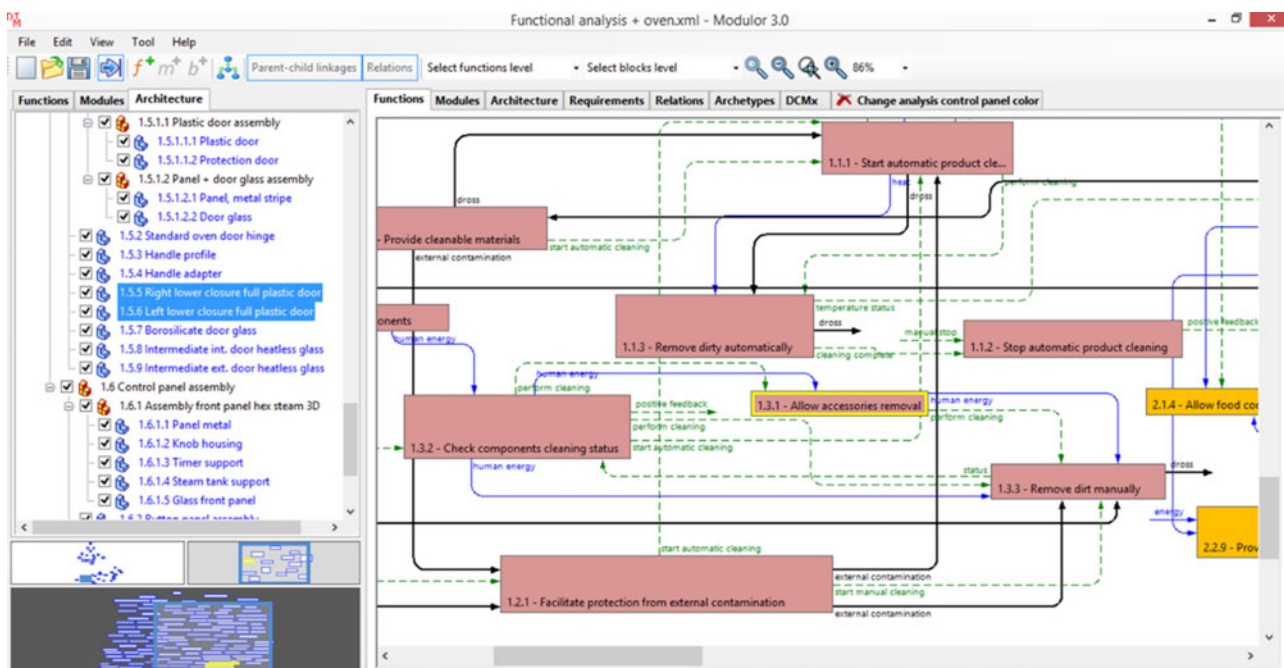 DTM
Functional analysis + oven.xml - Modulor 3.0
File Edit View Tool Help
f+ m+ b+ Parent-child linkages Relations Select functions level Select blocks level 86%
Functions Modules Architecture
1.5.1.1 Plastic door assembly
1.5.1.1.1 Plastic door
1.5.1.1.2 Protection door
1.5.1.2 Panel + door glass assembly
1.5.1.2.1 Panel, metal stripe
1.5.1.2.2 Door glass
1.5.2 Standard oven door hinge
1.5.3 Handle profile
1.5.4 Handle adapter
1.5.5 Right lower closure full plastic door
1.5.6 Left lower closure full plastic door
1.5.7 Borosilicate door glass
1.5.8 Intermediate int. door heatless glass
1.5.9 Intermediate ext. door heatless glass
1.6 Control panel assembly
1.6.1 Assembly front panel hex steam 3D
1.6.1.1 Panel metal
1.6.1.2 Knob housing
1.6.1.3 Timer support
1.6.1.4 Steam tank support
1.6.1.5 Glass front panel
1.6.2 Button panel assembly
Functions Modules Architecture Requirements Relations Archetypes DCMx Change analysis control panel color
1.1.1 - Start automatic product cle...
heat
perform cleaning
dross
dross
- Provide cleanable materials
start automatic cleaning
external contamination
temperature status
dross
1.1.3 - Remove dirty automatically
cleaning complete
manual stop
positive feedback
1.1.2 - Stop automatic product cleaning
onents
human energy
perform cleaning
human energy
1.3.1 - Allow accessories removal
human energy
perform cleaning
2.1.4 - Allow food coo
positive feedback
perform cleaning
start automatic cleaning
1.3.2 - Check components cleaning status
human energy
status
dross
1.3.3 - Remove dirt manually
energy
2.2.9 - Prov
start automatic cleaning
external contamination
start manual cleaning
1.2.1 - Facilitate protection from external contamination
external contamination